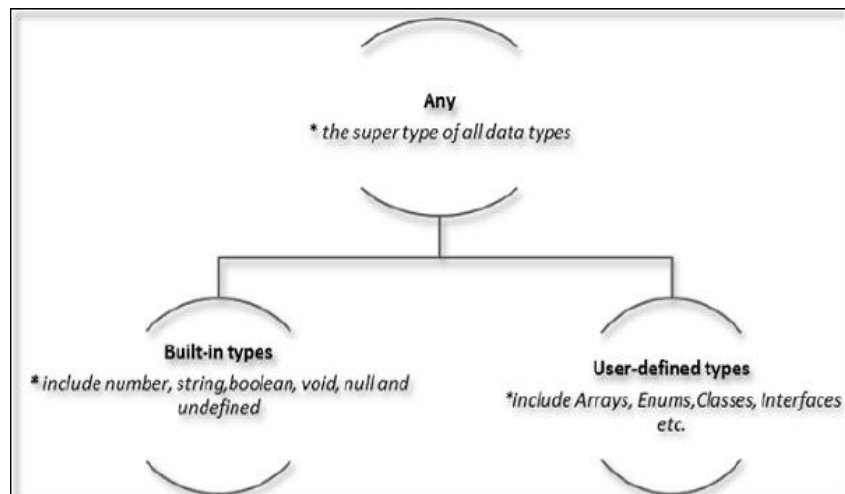 Any
* the super type of all data types
Built-in types
* include number, string,boolean, void, null and
undefined
User-defined types
*include Arrays, Enums,Classes, Interfaces
etc.